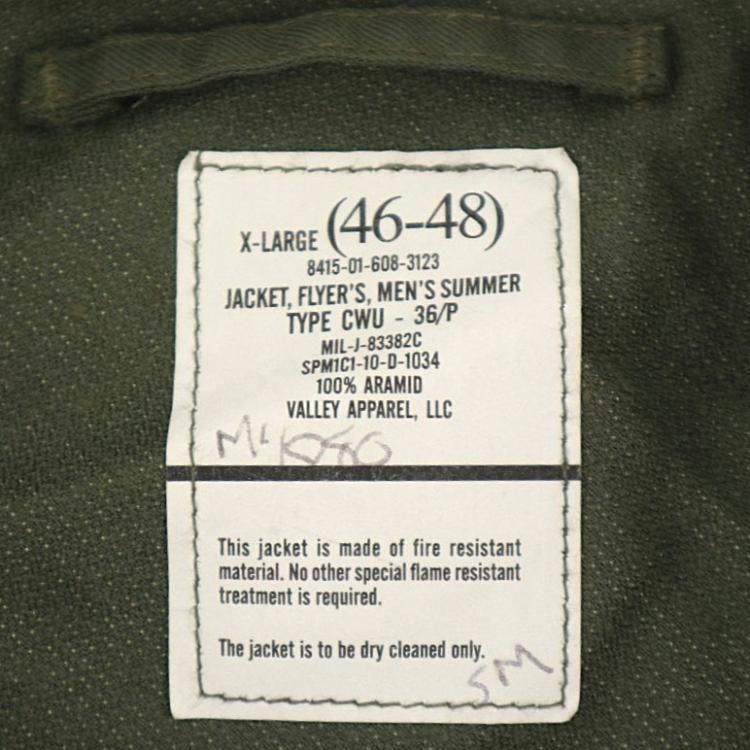 X-LARGE (46-48)
8415-01-608-3123
JACKET, FLYER'S, MEN'S SUMMER
TYPE CWU - 36/P
MIL-J-83382C
SPM1C1-10-D-1034
100% ARAMID
VALLEY APPAREL, LLC
This jacket is made of fire resistant
material. No other special flame resistant
treatment is required.
The jacket is to be dry cleaned only.
SM